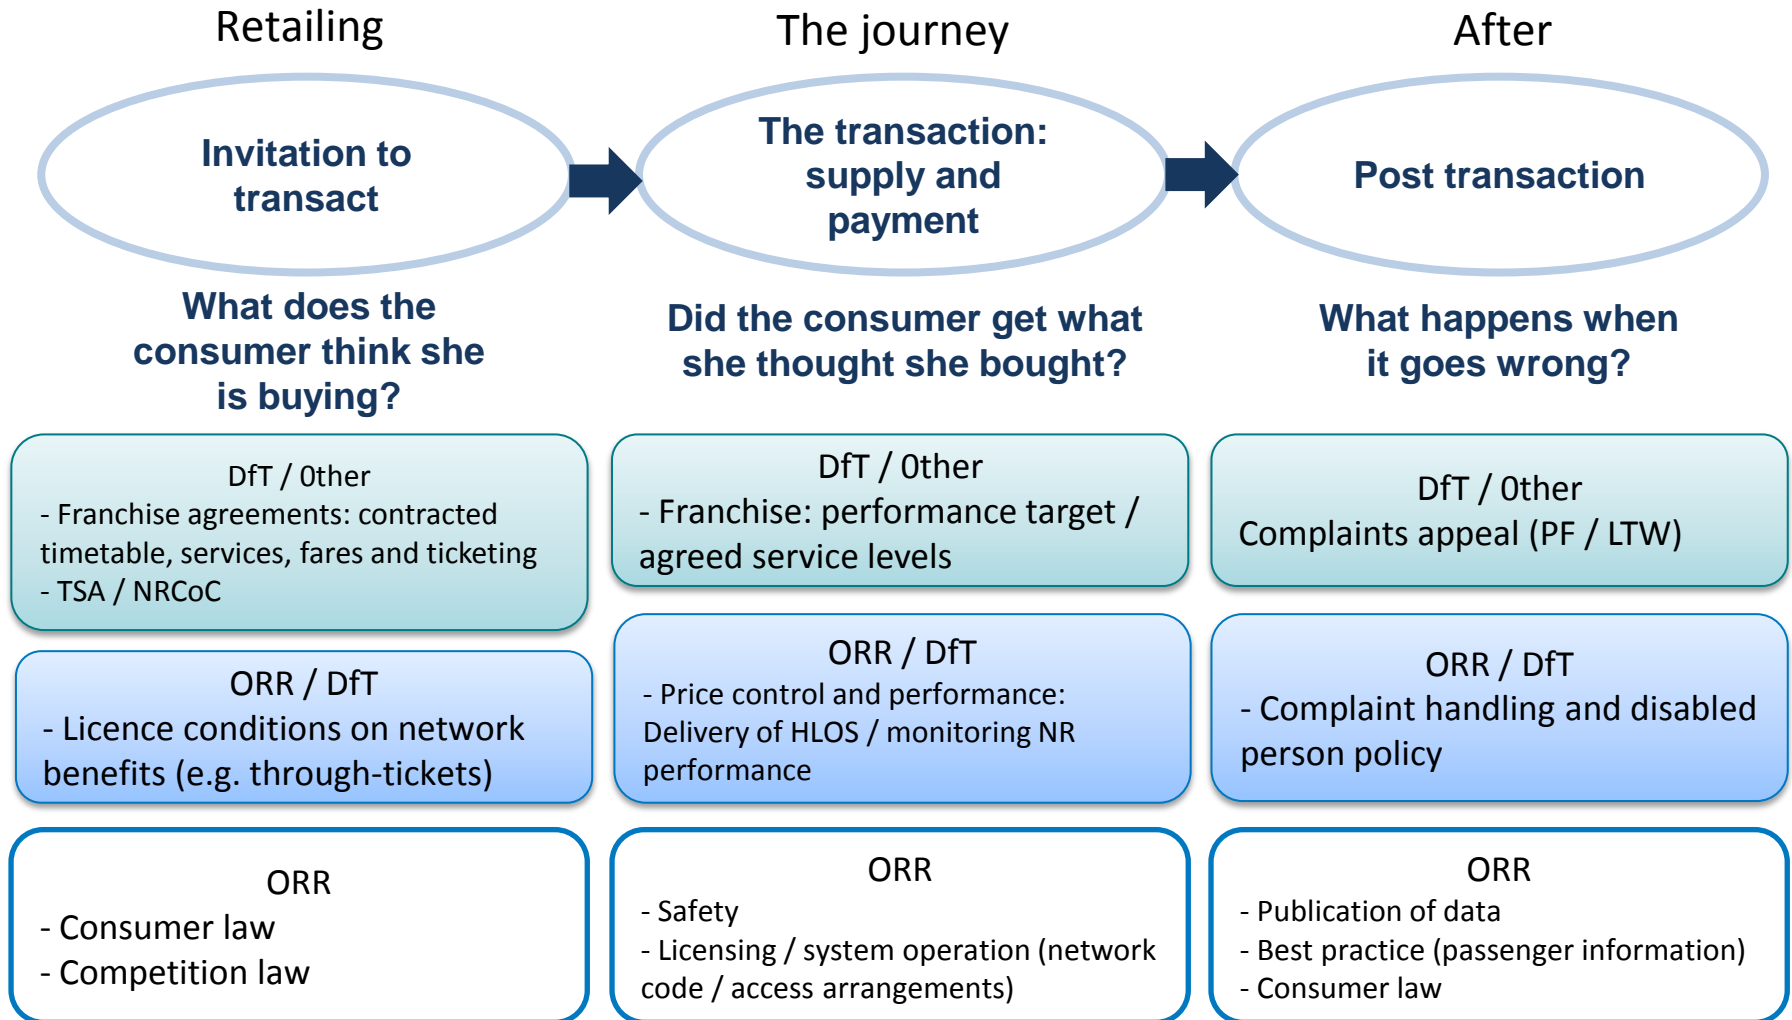 Retailing
The journey
After
Invitation to
transact
The transaction:
supply and
payment
Post transaction
What does the
consumer think she
is buying?
Did the consumer get what
she thought she bought?
What happens when
it goes wrong?
DfT / 0ther
- Franchise agreements: contracted
timetable, services, fares and ticketing
- TSA / NRCoC
DfT / 0ther
- Franchise: performance target /
agreed service levels
DfT / 0ther
Complaints appeal (PF / LTW)
ORR / DfT
- Licence conditions on network
benefits (e.g. through-tickets)
ORR / DfT
- Price control and performance:
Delivery of HLOS / monitoring NR
performance
ORR / DfT
- Complaint handling and disabled
person policy
ORR
- Consumer law
- Competition law
ORR
- Safety
- Licensing / system operation (network
code / access arrangements)
ORR
- Publication of data
- Best practice (passenger information)
- Consumer law